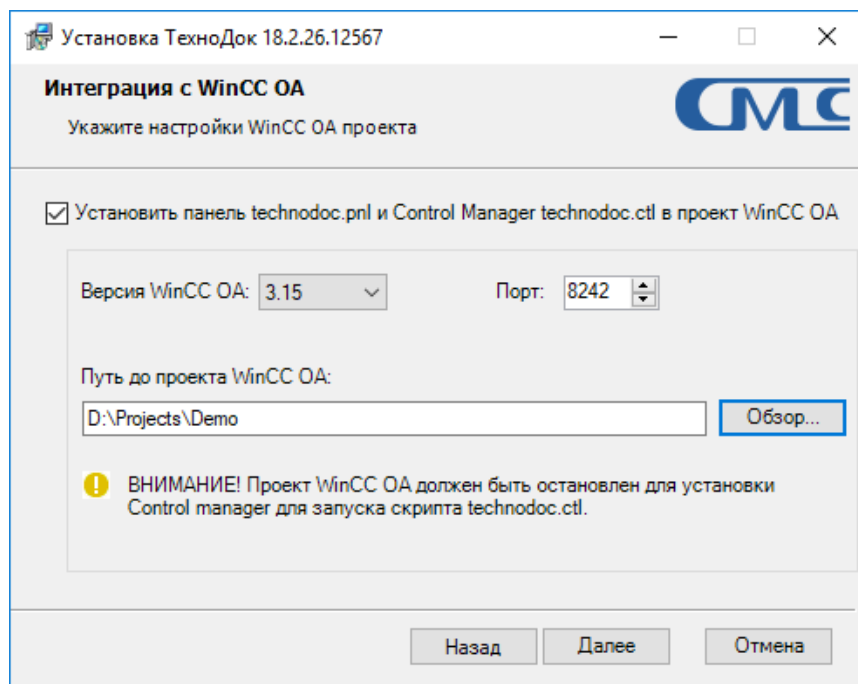 Установка ТехноДок 18.2.26.12567
Интеграция с WinCC OA
Укажите настройки WinCC OA проекта
СМС
Установить панель technodoc.pnl и Control Manager technodoc.ctl в проект WinCC OA
Версия WinCC OA: 3.15 Порт: 8242
Путь до проекта WinCC OA:
D:\Projects\Demo Обзор...
ВНИМАНИЕ! Проект WinCC OA должен быть остановлен для установки
Control manager для запуска скрипта technodoc.ctl.
Назад Далее Отмена